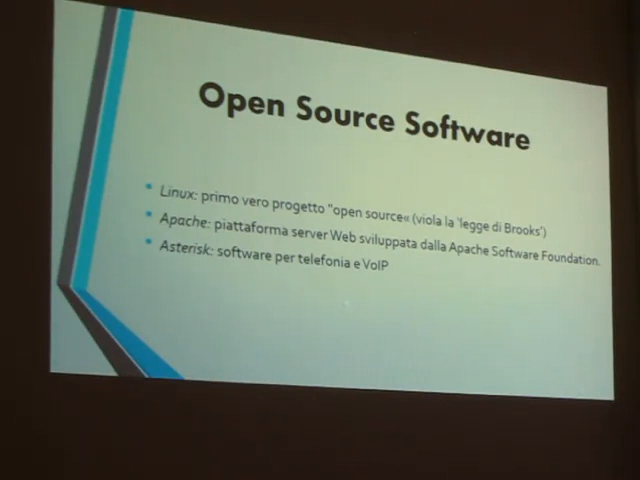 Open Source Software
Linux: primo vero progetto "open source« (viola la 'legge di Brooks')
Apache: piattaforma server Web sviluppata dalla Apache Software Foundation.
Asterisk: software per telefonia e VoIP